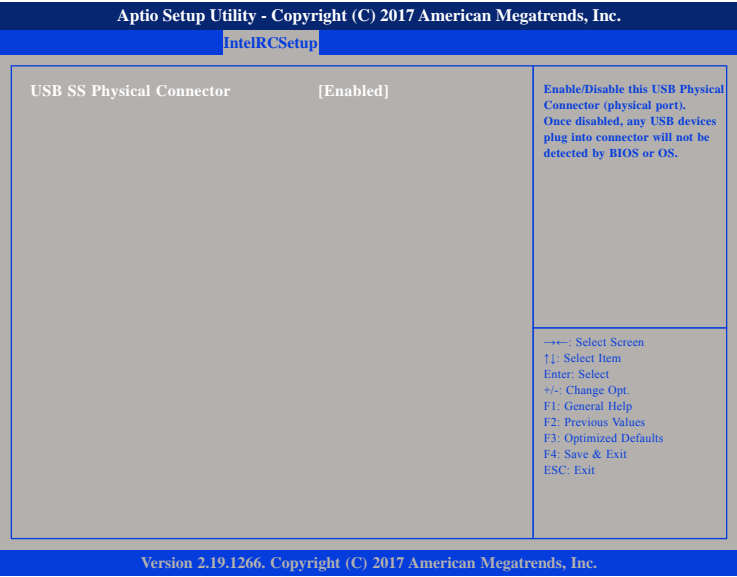 Aptio Setup Utility - Copyright (C) 2017 American Megatrends, Inc.
IntelRCSetup
USB SS Physical Connector [Enabled]
Enable/Disable this USB Physical
Connector (physical port).
Once disabled, any USB devices
plug into connector will not be
detected by BIOS or OS.
→←: Select Screen
↑↓: Select Item
Enter: Select
+/-: Change Opt.
F1: General Help
F2: Previous Values
F3: Optimized Defaults
F4: Save & Exit
ESC: Exit
Version 2.19.1266. Copyright (C) 2017 American Megatrends, Inc.